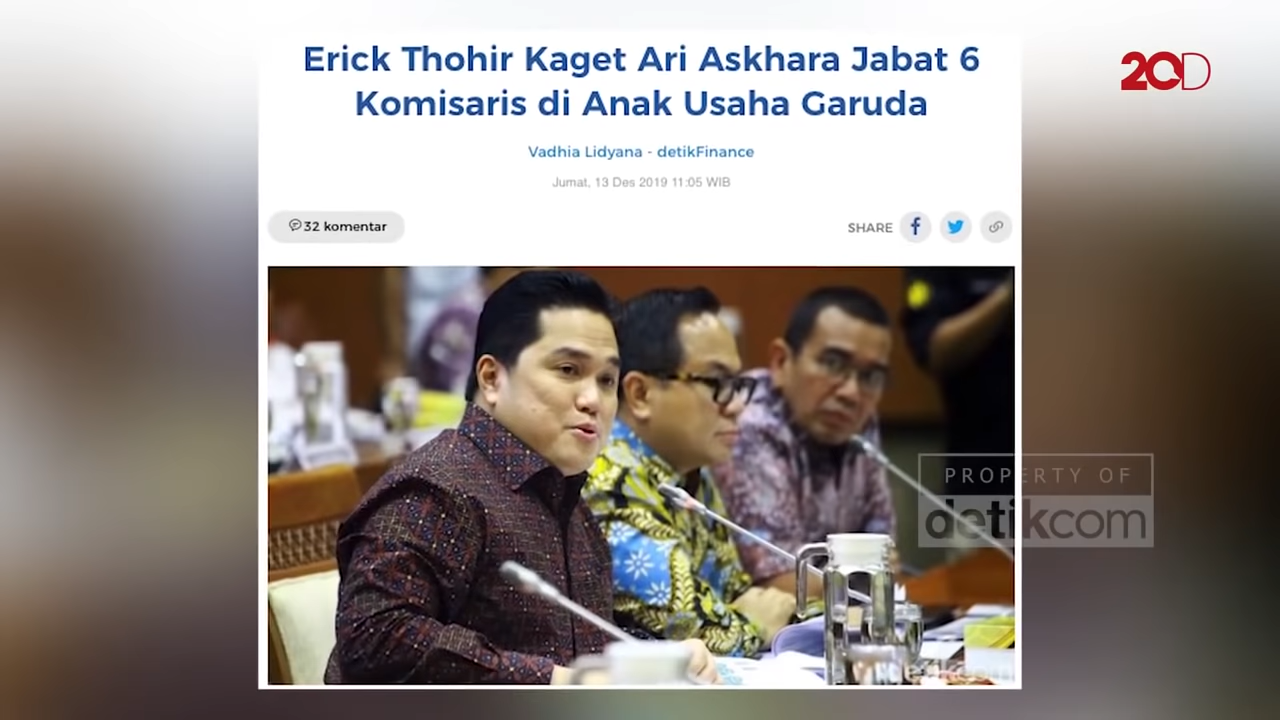 Erick Thohir Kaget Ari Askhara Jabat 6
Komisaris di Anak Usaha Garuda
20D
Vadhia Lidyana - detikFinance
Jumat, 13 Des 2019 11:05 WIB
32 komentar
SHARE
PROPERTY OF
detikcom
detikcom